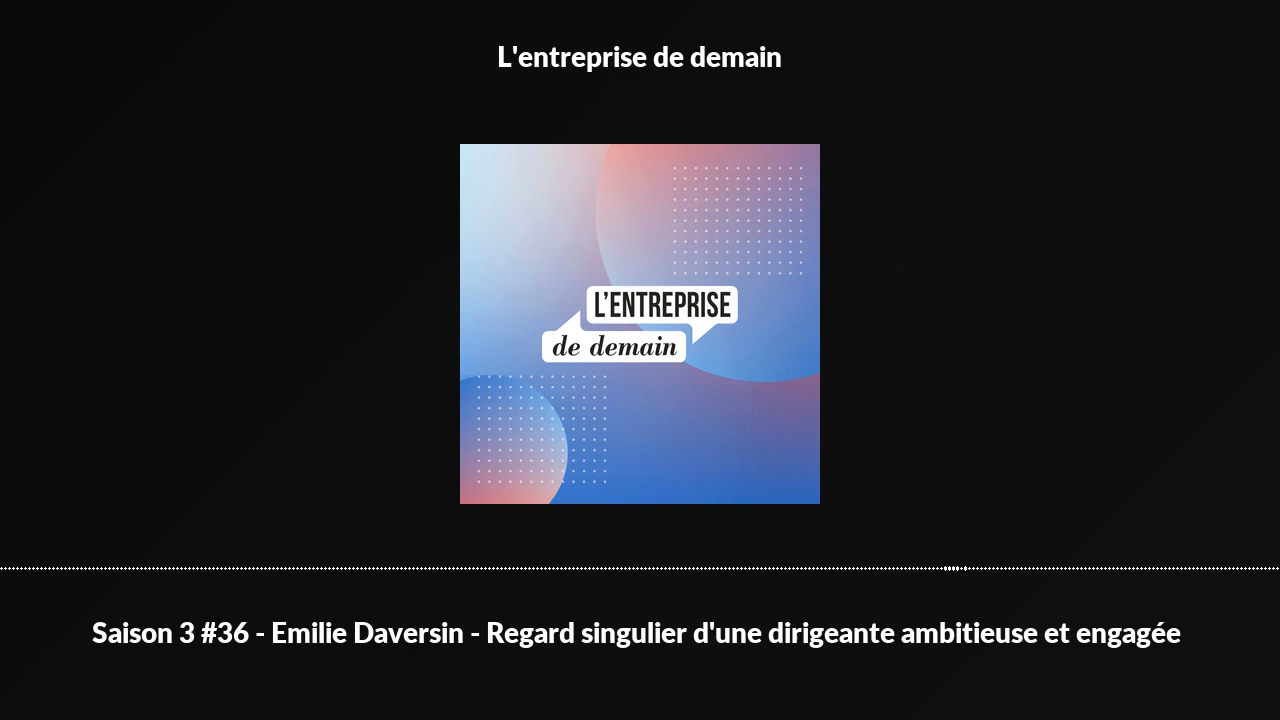 L'entreprise de demain
L'ENTREPRISE
de demain
Saison 3 #36 - Emilie Daversin - Regard singulier d'une dirigeante ambitieuse et engagée